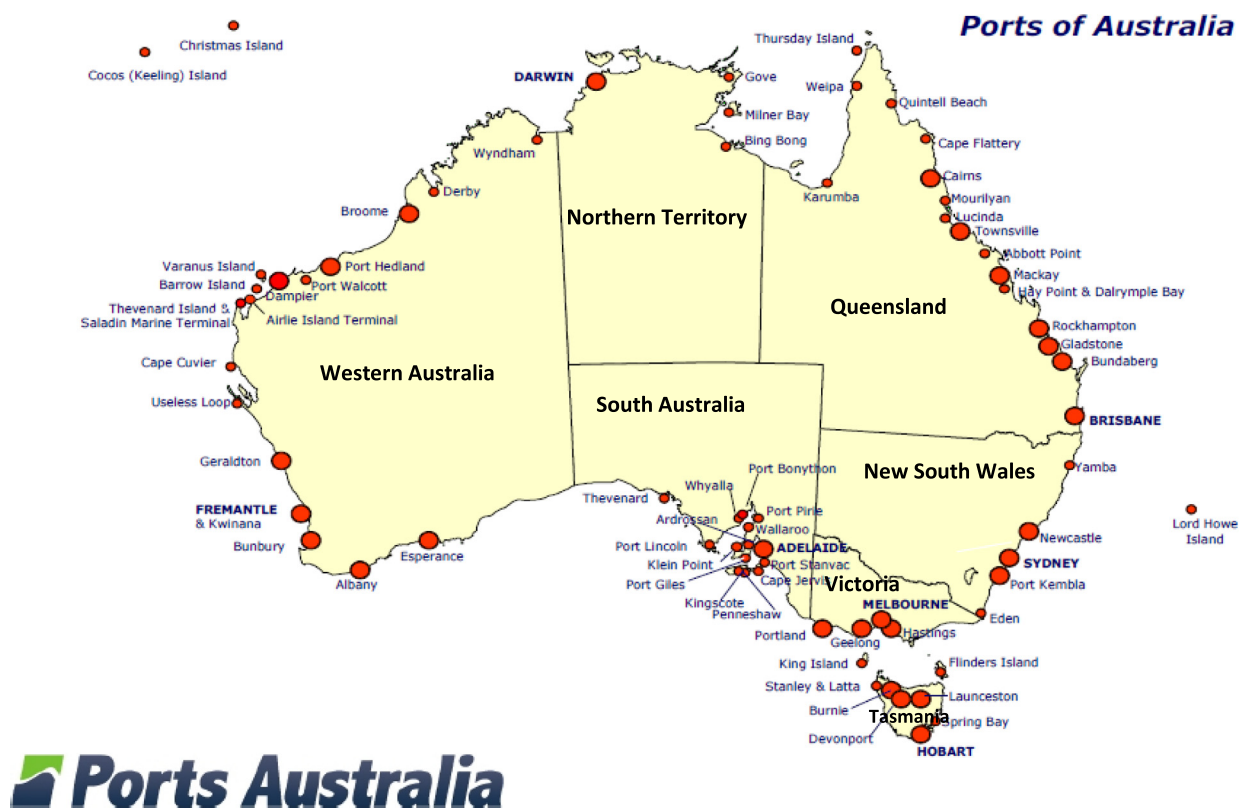 Ports of Australia
Christmas Island
Cocos (Keeling) Island
Thursday Island
DARWIN
Gove
Weipa
Quintell Beach
Milner Bay
Bing Bong
Cape Flattery
Wyndham
Cairns
Derby
Karumba
Mourilyan
Broome
Northern Territory
Lucinda
Townsville
Abbott Point
Varanus Island
Port Hedland
Mackay
Barrow Island
Port Walcott
Dampier
Hay Point & Dalrymple Bay
Thevenard Island &
Saladin Marine Terminal
Airlie Island Terminal
Queensland
Rockhampton
Gladstone
Cape Cuvier
Bundaberg
Western Australia
Useless Loop
South Australia
BRISBANE
Geraldton
Port Bonython
New South Wales
Yamba
Whyalla
Thevenard
FREMANTLE
& Kwinana
Port Pirie
Ardrossan
Wallaroo
Lord Howe
Island
Newcastle
Bunbury
Esperance
Port Lincoln
ADELAIDE
Klein Point
Port Stanvac
SYDNEY
Albany
Port Giles
Cape Jervis
Victoria
Port Kembla
Kingscote
Penneshaw
MELBOURNE
Eden
Portland
Geelong
Hastings
King Island
Flinders Island
Stanley & Latta
Launceston
Burnie
Tasmania
Spring Bay
Devonport
HOBART
Ports Australia